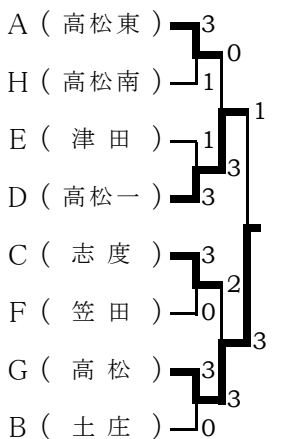 A ( 高松東 ) 3
0
H ( 高松南 ) 1
1
E ( 津田 ) 1
3
D ( 高松一 ) 3
C ( 志度 ) 3
2
F ( 笠田 ) 0
3
G ( 高松 ) 3
3
B ( 土庄 ) 0